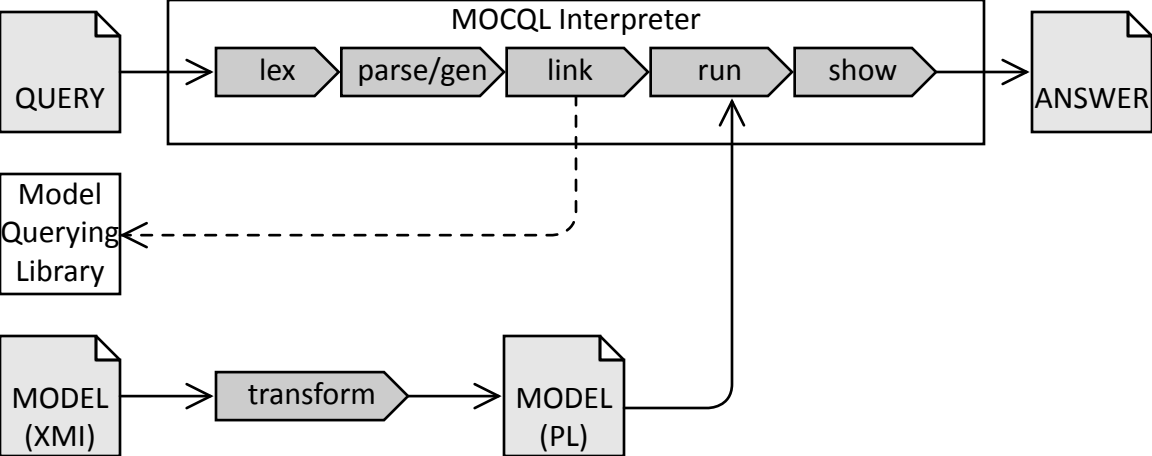 MOCQL Interpreter
QUERY
lex
parse/gen
link
run
show
ANSWER
Model
Querying
Library
MODEL
(XMI)
transform
MODEL
(PL)